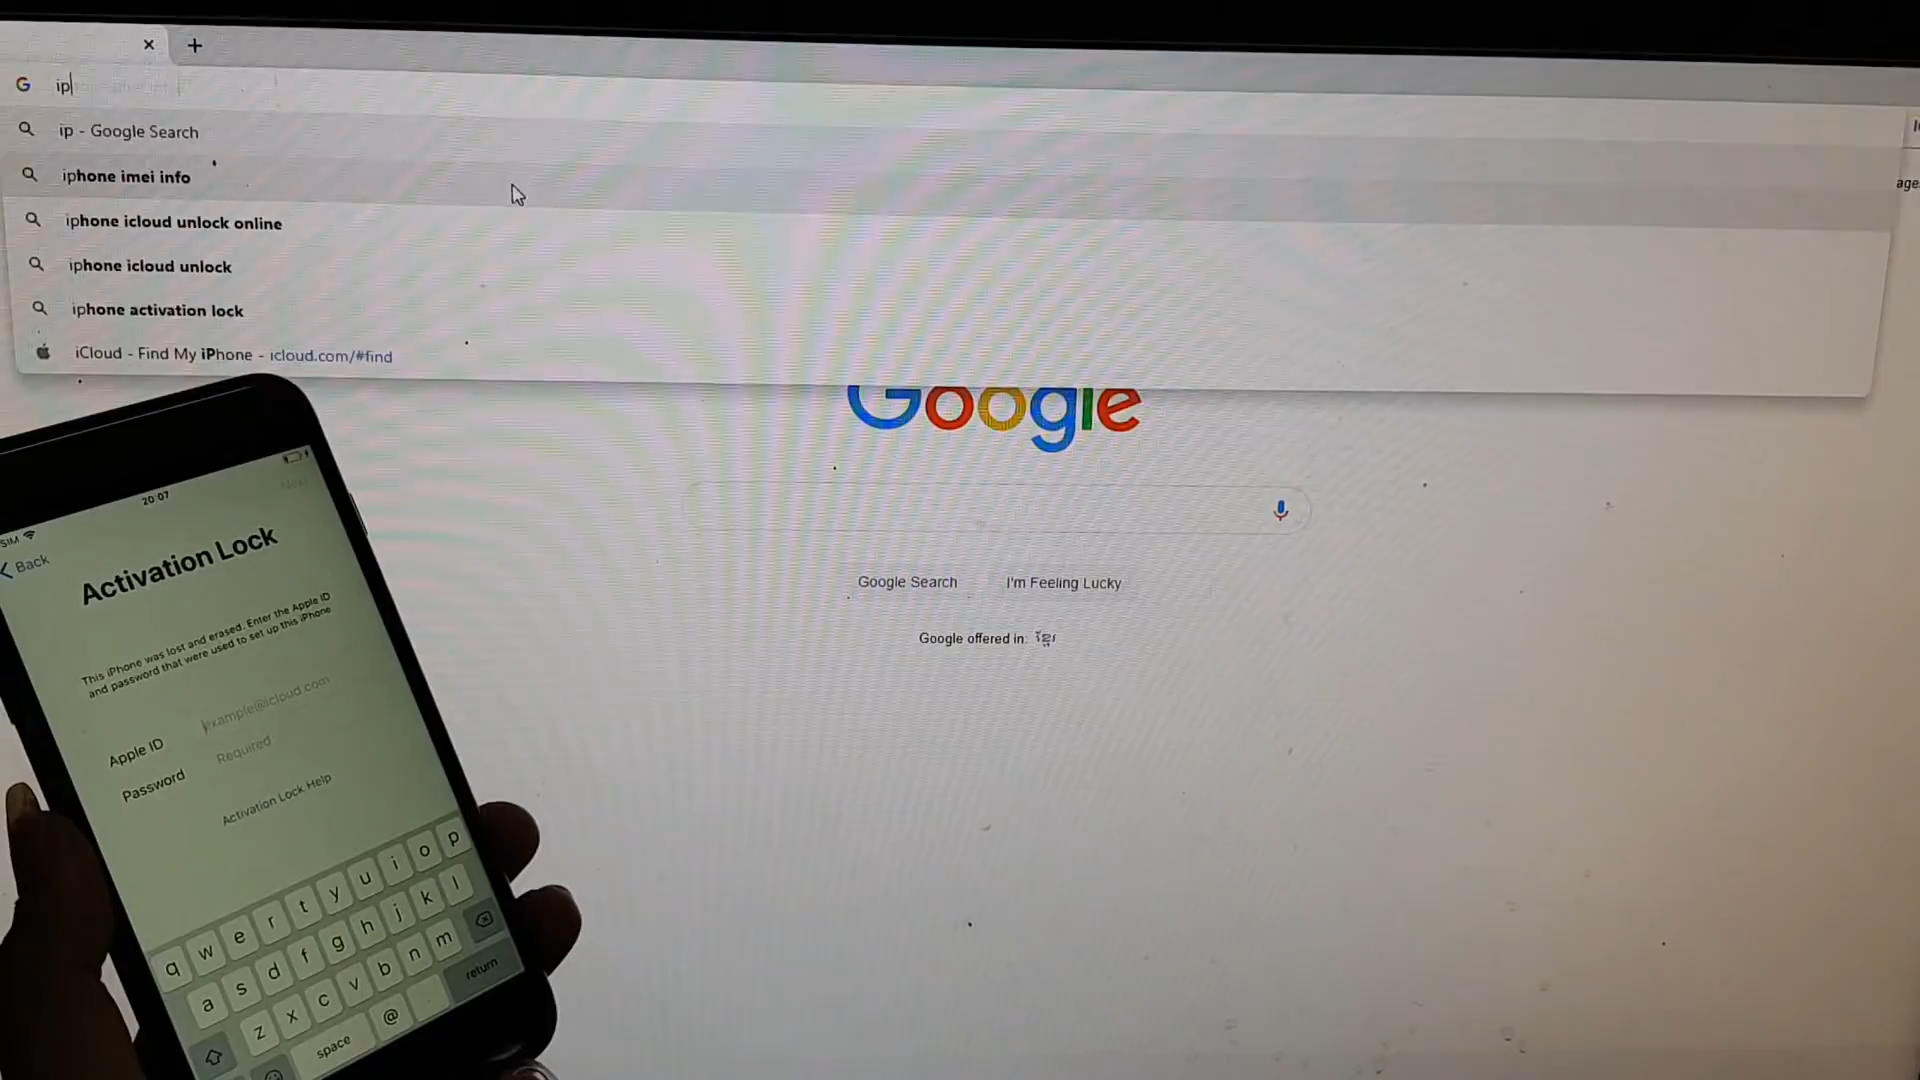 ip
ip - Google Search
iphone imei info
iphone icloud unlock online
iphone icloud unlock
iphone activation lock
iCloud - Find My iPhone - icloud.com/#find
Google
Google Search
I'm Feeling Lucky
Google offered in: ខ្មែរ
20:07
SIM
Next
Back
Activation Lock
This iPhone was lost and erased. Enter the Apple ID
and password that were used to set up this iPhone
Apple ID example@icloud.com
Password Required
Activation Lock Help
q w e r t y u i o p
a s d f g h j k l
z x c v b n m
space @ . return